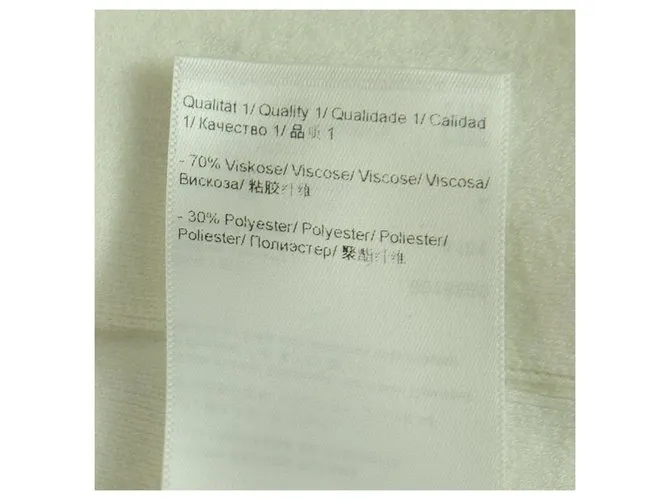 Qualität 1/ Quality 1/ Qualidade 1/ Calidad
1/ Качество 1/ 品质 1
- 70% Viskose/ Viscose/ Viscose/ Viscosa/
Вискоза/ 粘胶纤维
- 30% Polyester/ Polyester/ Poliester/
Poliester/ Полиэстер/ 聚酯纤维